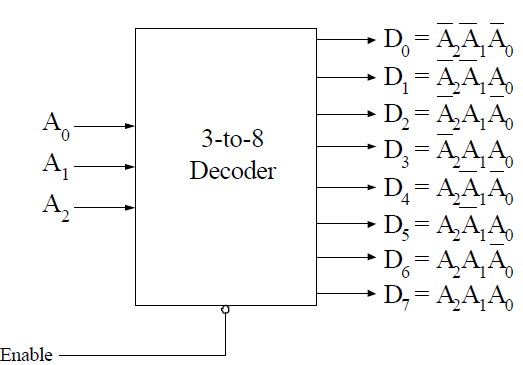 A₀
A₁
A₂
3-to-8
Decoder
D₀ = A̅₂A̅₁A̅₀
D₁ = A̅₂A̅₁A₀
D₂ = A̅₂A₁A̅₀
D₃ = A̅₂A₁A₀
D₄ = A₂A̅₁A̅₀
D₅ = A₂A̅₁A₀
D₆ = A₂A₁A̅₀
D₇ = A₂A₁A₀
Enable